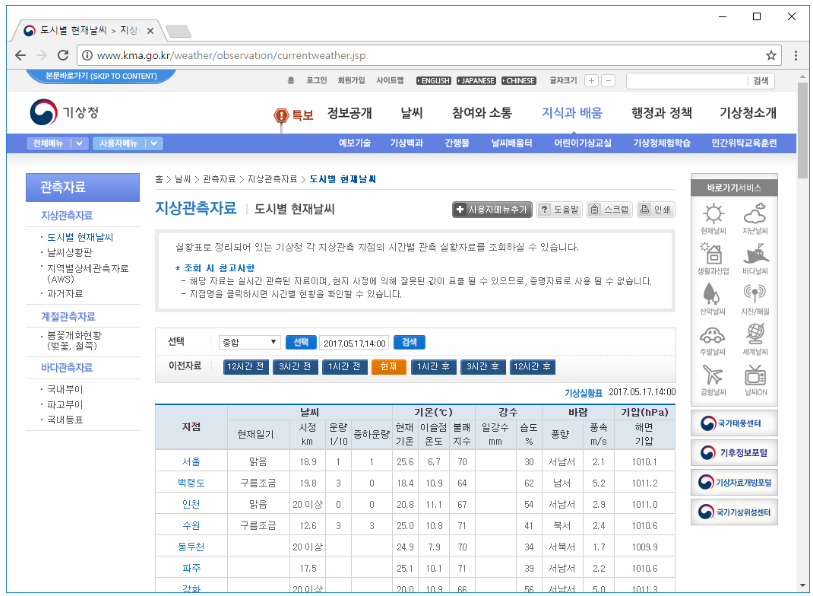 도시별 현재날씨 > 지상
www.kma.go.kr/weather/observation/currentweather.jsp
본문바로가기 (SKIP TO CONTENT)
홈 로그인 회원가입 사이트맵 ENGLISH JAPANESE CHINESE 글자크기 + - 검색
기상청 특보 정보공개 날씨 참여와 소통 지식과 배움 행정과 정책 기상청소개
전체메뉴 사용자메뉴 예보기술 기상백과 간행물 날씨배움터 어린이기상교실 기상청체험학습 민간위탁교육훈련
관측자료
지상관측자료
· 도시별 현재날씨
· 날씨상황판
· 지역별상세관측자료
(AWS)
· 과거자료
계절관측자료
· 봄꽃개화현황
(벚꽃, 철쭉)
바다관측자료
· 국내부이
· 파고부이
· 국내등표
홈 > 날씨 > 관측자료 > 지상관측자료 > 도시별 현재날씨
지상관측자료 | 도시별 현재날씨
+ 사용자메뉴추가 ? 도움말 스크랩 인쇄
실황표로 정리되어 있는 기상청 각 지상관측 지점의 시간별 관측 실황자료를 조회하실 수 있습니다.
* 조회 시 참고사항
- 해당 자료는 실시간 관측된 자료이며, 현지 사정에 의해 잘못된 값이 표출 될 수 있으므로, 증명자료로 사용 될 수 없습니다.
- 지점명을 클릭하시면 시간별 현황을 확인할 수 있습니다.
선택 종합 선택 2017.05.17.14:00 검색
이전자료 12시간 전 3시간 전 1시간 전 현재 1시간 후 3시간 후 12시간 후
기상실황표 2017.05.17.14:00
지점 날씨 기온(℃) 강수 바람 기압(hPa)
현재일기 시정 km 운량 1/10 중하운량 현재 기온 이슬점 온도 불쾌 지수 일강수 mm 습도 % 풍향 풍속 m/s 해면 기압
서울 맑음 18.9 1 1 25.6 6.7 70 30 서남서 2.1 1010.1
백령도 구름조금 19.8 3 0 18.4 10.9 64 62 남서 5.2 1011.2
인천 맑음 20 이상 0 0 20.8 11.1 67 54 서남서 2.9 1011.0
수원 구름조금 12.6 3 3 25.0 10.8 71 41 북서 2.4 1010.6
동두천 20 이상 24.9 7.9 70 34 서북서 1.7 1009.9
파주 17.5 25.1 10.1 71 39 서남서 2.2 1010.6
강화 20 이상 20.0 10.9 66 56 서남서 5.0 1011.3
바로가기서비스
현재날씨 지난날씨
생활과산업 바다날씨
산악날씨 지진/해일
주말날씨 세계날씨
공항날씨 날씨ON
국가태풍센터
기후정보포털
기상자료개방포털
국가기상위성센터